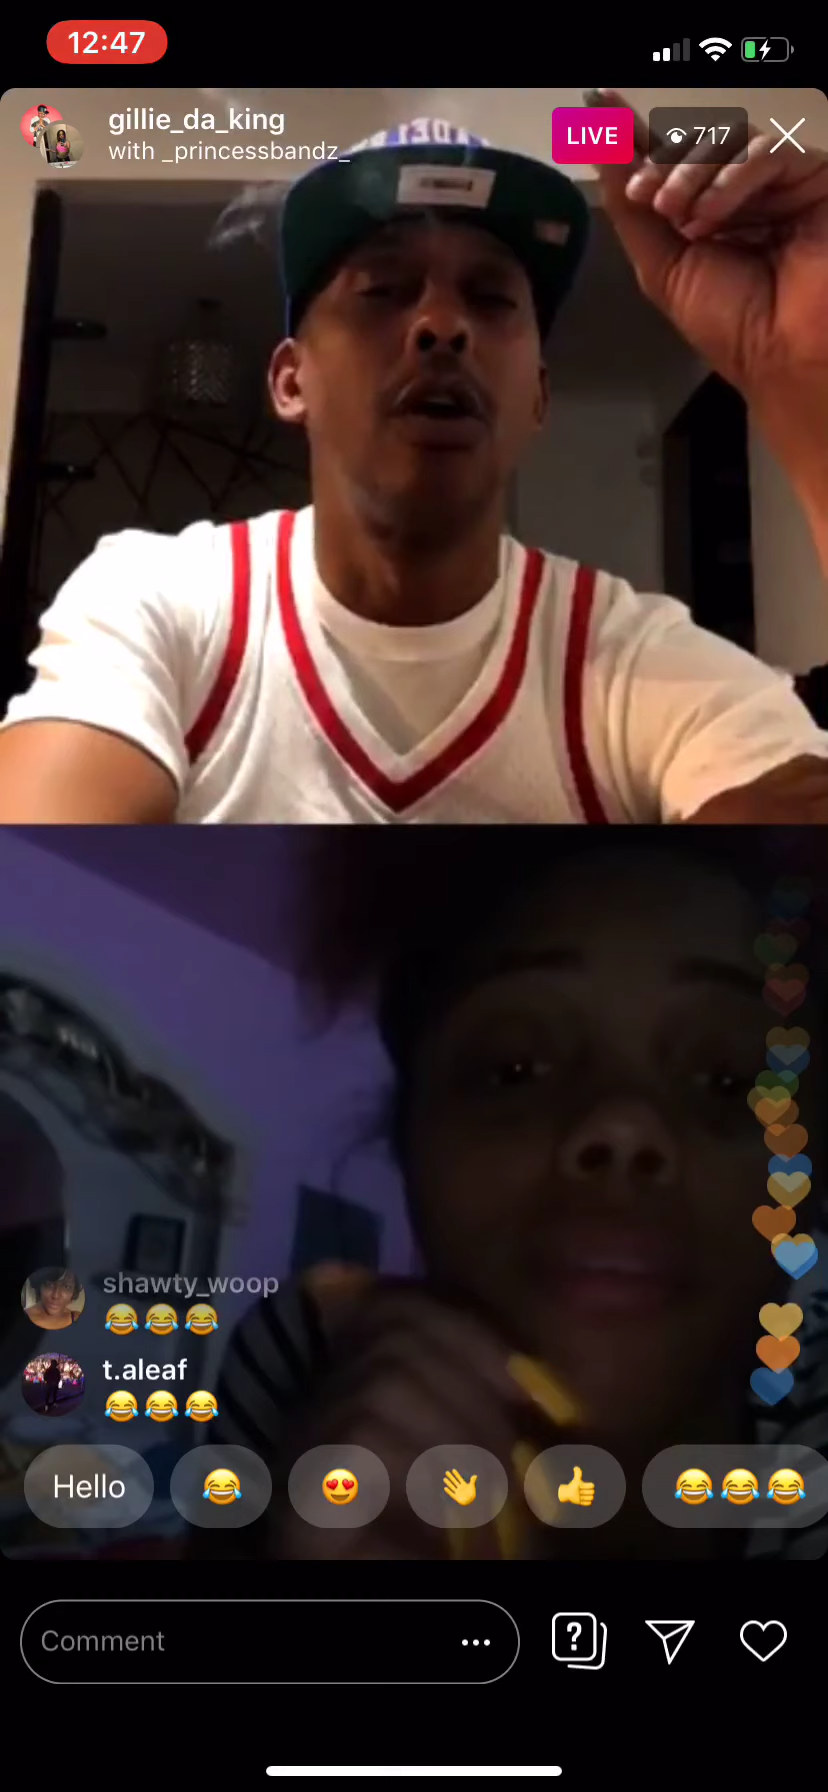 12:47
gillie_da_king
with _princessbandz_
LIVE
717
shawty_woop
😂😂😂
t.aleaf
😂😂😂
Hello
😂
😍
👋
👍
😂😂😂
Comment